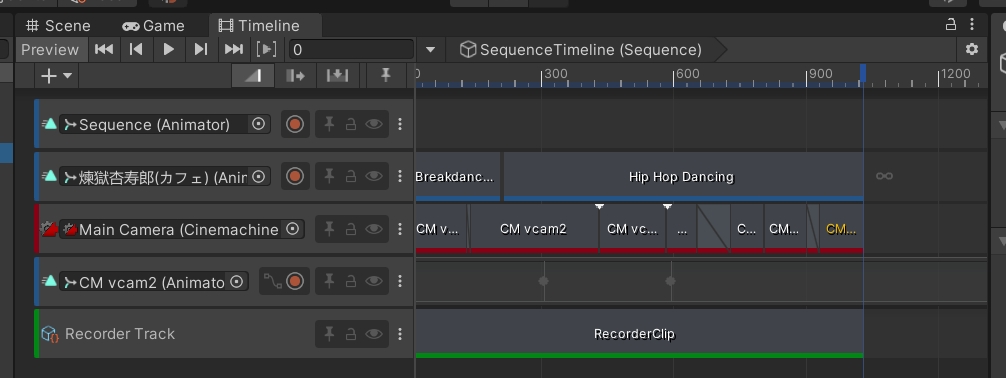 Scene Game Timeline
Preview 0 SequenceTimeline (Sequence)
0 300 600 900 1200
Sequence (Animator)
煉獄杏寿郎(カフェ) (Anin Breakdanc... Hip Hop Dancing
Main Camera (Cinemachine CM v... CM vcam2 CM vc... ... C... CM... CM...
CM vcam2 (Animato
Recorder Track RecorderClip